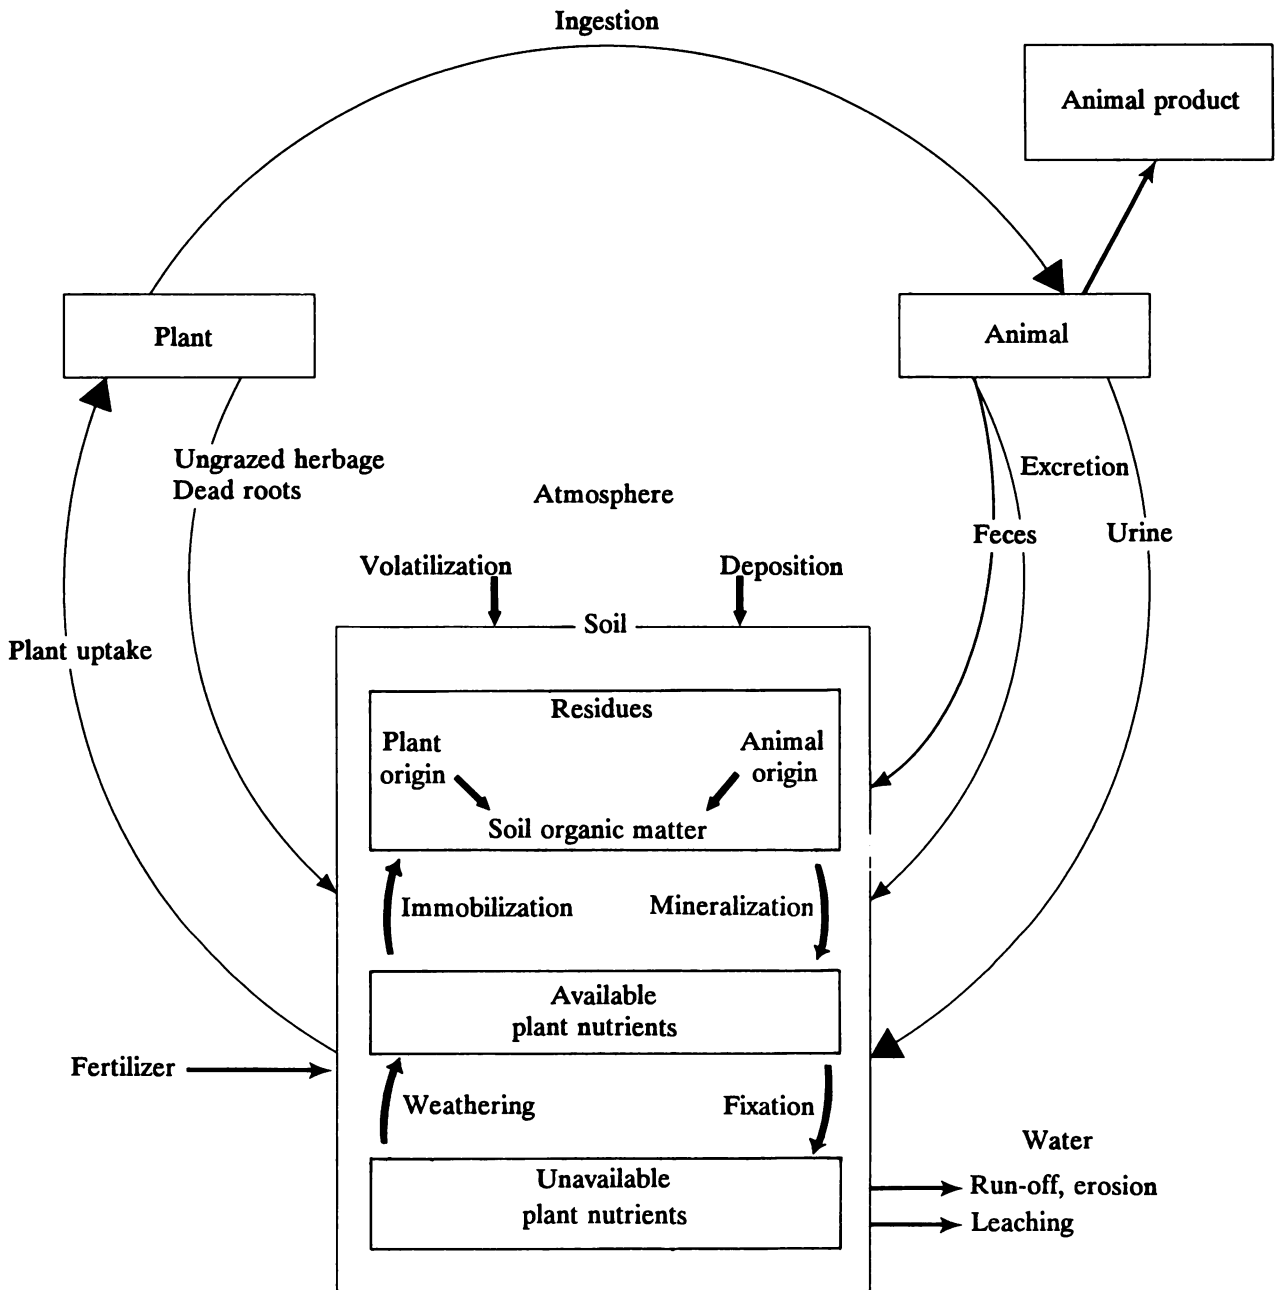 Ingestion
Animal product
Plant
Animal
Ungrazed herbage
Dead roots
Excretion
Atmosphere
Feces
Urine
Volatilization
Deposition
Soil
Plant uptake
Residues
Plant
origin
Animal
origin
Soil organic matter
Immobilization
Mineralization
Available
plant nutrients
Fertilizer
Weathering
Fixation
Water
Unavailable
plant nutrients
Run-off, erosion
Leaching